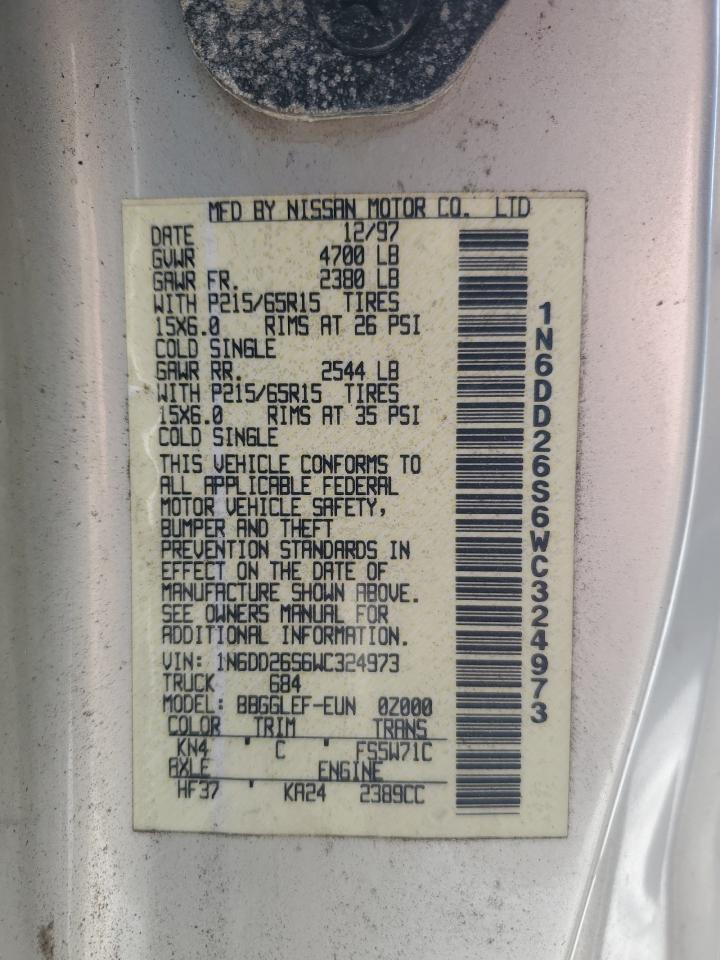 MFD BY NISSAN MOTOR CO. LTD
DATE 12/97
GVWR 4700 LB
GAWR FR. 2380 LB
WITH P215/65R15 TIRES
15X6.0 RIMS AT 26 PSI
COLD SINGLE
GAWR RR. 2544 LB
WITH P215/65R15 TIRES
15X6.0 RIMS AT 35 PSI
COLD SINGLE
THIS VEHICLE CONFORMS TO
ALL APPLICABLE FEDERAL
MOTOR VEHICLE SAFETY,
BUMPER AND THEFT
PREVENTION STANDARDS IN
EFFECT ON THE DATE OF
MANUFACTURE SHOWN ABOVE.
SEE OWNERS MANUAL FOR
ADDITIONAL INFORMATION.
VIN: 1N6DD26S6WC324973
TRUCK 684
MODEL: BBGGLEF-EUN 0Z000
COLOR TRIM TRANS
KN4 ' C ' FS5W71C
AXLE ENGINE
HF37 ' KA24 2389CC
1N6DD26S6WC324973